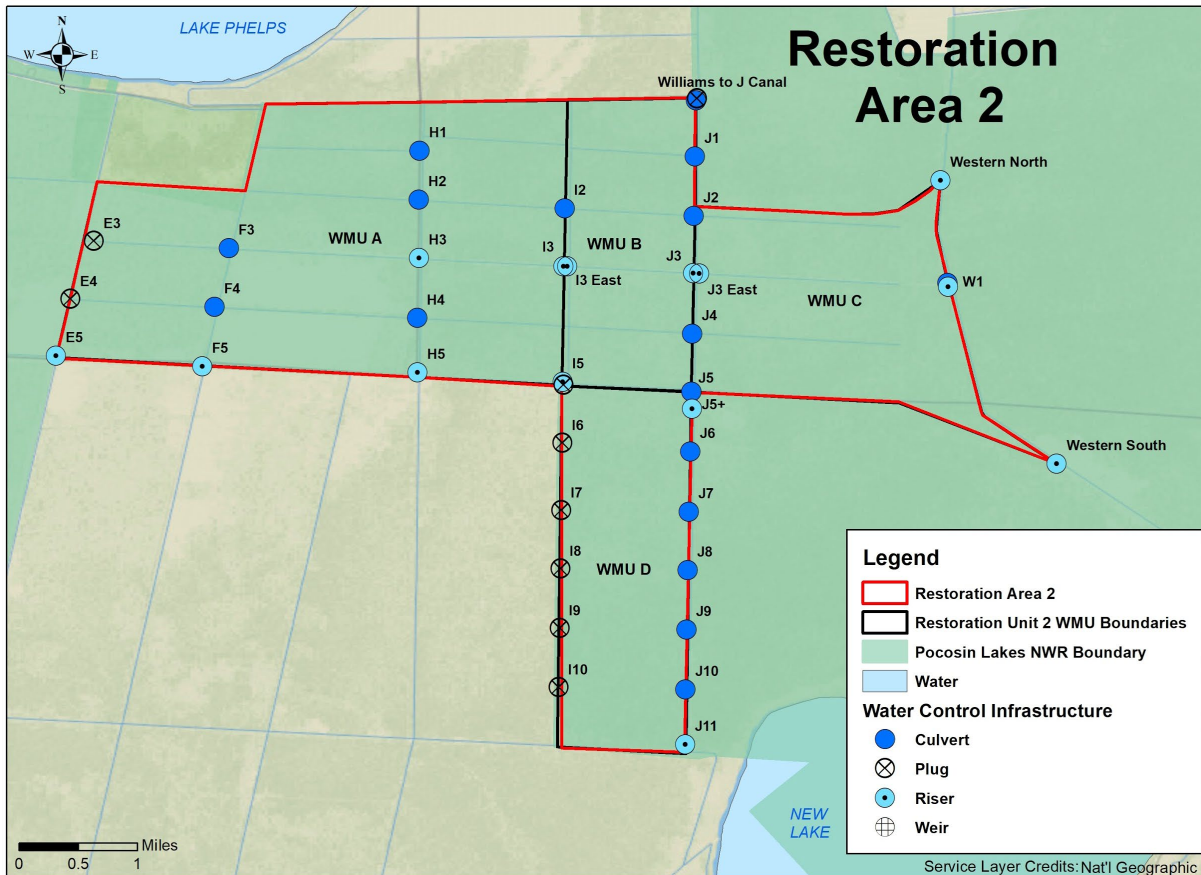 LAKE PHELPS
N
W
E
S
Restoration
Area 2
Williams to J Canal
H1
J1
Western North
H2
I2
J2
E3
F3
WMU A
H3
I3
WMU B
J3
I3 East
J3 East
WMU C
W1
E4
F4
H4
J4
E5
F5
H5
I5
J5
J5+
I6
J6
Western South
I7
J7
I8
WMU D
J8
I9
J9
I10
J10
J11
NEW
LAKE
Legend
Restoration Area 2
Restoration Unit 2 WMU Boundaries
Pocosin Lakes NWR Boundary
Water
Water Control Infrastructure
Culvert
Plug
Riser
Weir
Miles
0 0.5 1
Service Layer Credits: Nat'l Geographic